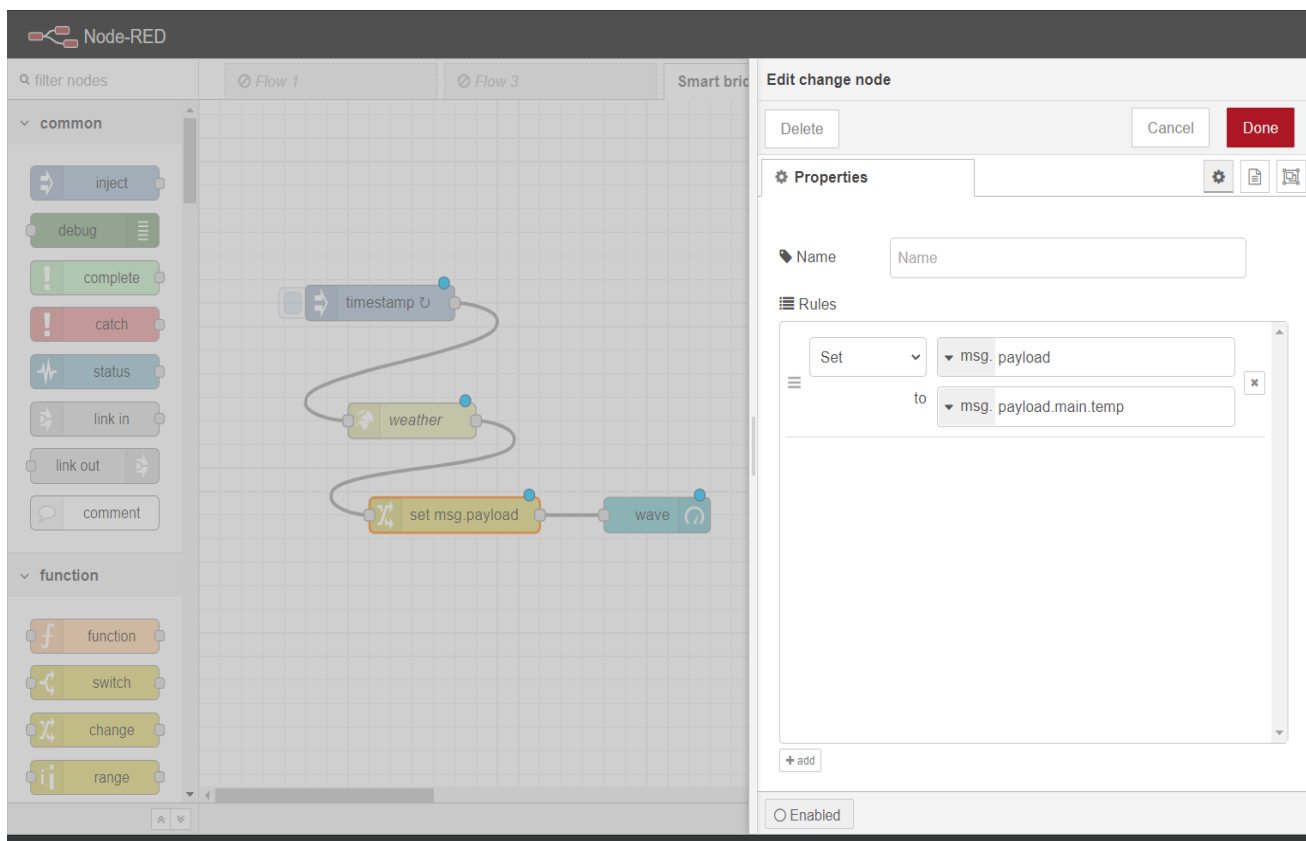 Node-RED
filter nodes
Flow 1
Flow 3
Smart bric
Edit change node
Delete
Cancel
Done
Properties
common
inject
debug
complete
catch
status
link in
link out
comment
function
function
switch
change
range
timestamp ↻
weather
set msg.payload
wave
Name
Name
Rules
Set
msg. payload
to
msg. payload.main.temp
add
Enabled